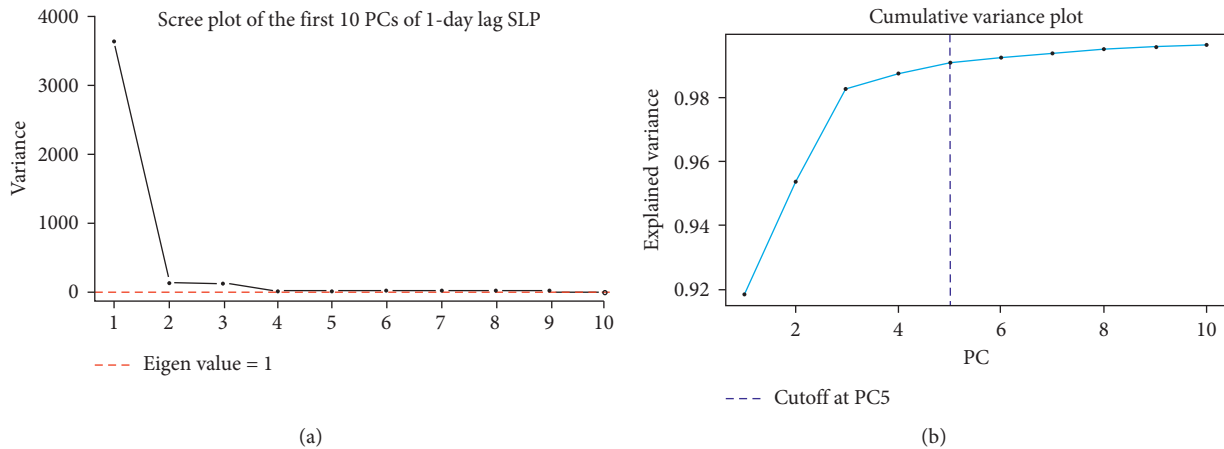 Scree plot of the first 10 PCs of 1-day lag SLP
Variance
4000
3000
2000
1000
0
1 2 3 4 5 6 7 8 9 10
Eigen value = 1
(a)
Cumulative variance plot
Explained variance
0.98
0.96
0.94
0.92
2 4 6 8 10
PC
Cutoff at PC5
(b)